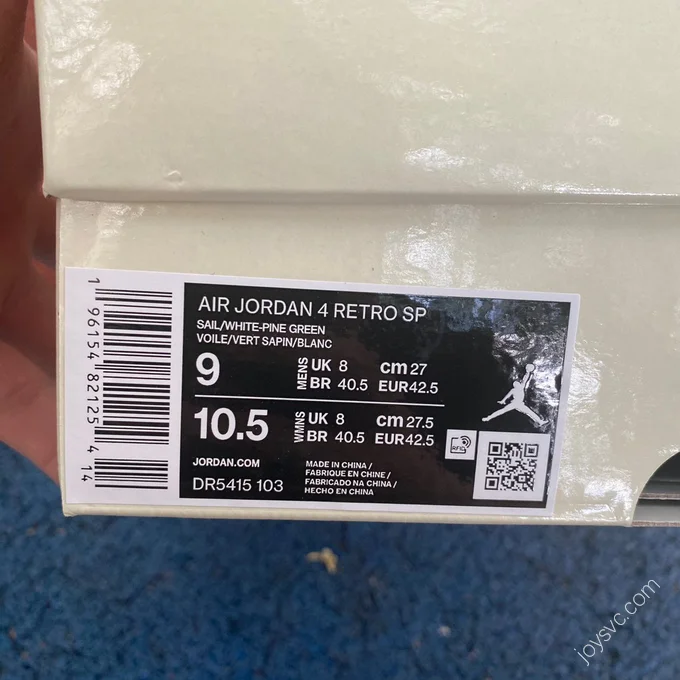 AIR JORDAN 4 RETRO SP
SAIL/WHITE-PINE GREEN
VOILE/VERT SAPIN/BLANC
9 MENS UK 8 cm 27
BR 40.5 EUR 42.5
10.5 WMNS UK 8 cm 27.5
BR 40.5 EUR 42.5
JORDAN.COM
DR5415 103
MADE IN CHINA /
FABRIQUE EN CHINE /
FABRICADO NA CHINA /
HECHO EN CHINA
RFID
1 96154 82125 4 14
joysvc.com